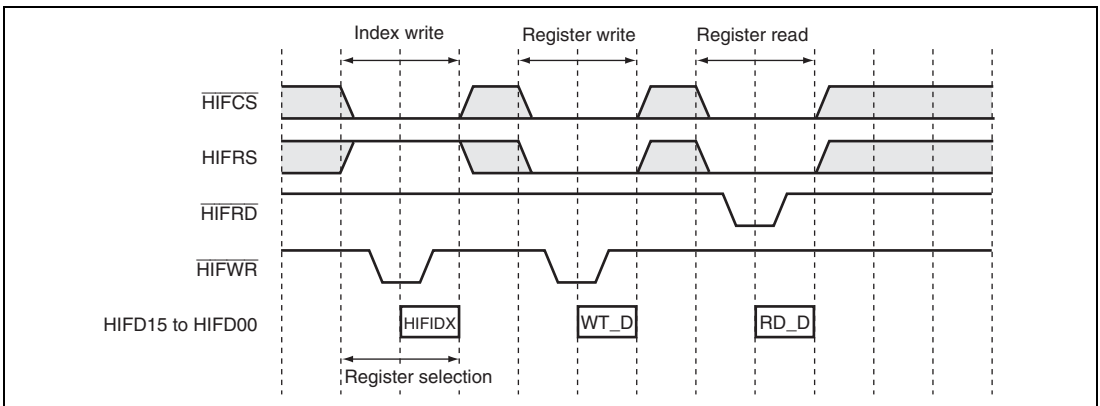 Index write Register write Register read
HIFCS
HIFRS
HIFRD
HIFWR
HIFD15 to HIFD00 HIFIDX WT_D RD_D
Register selection